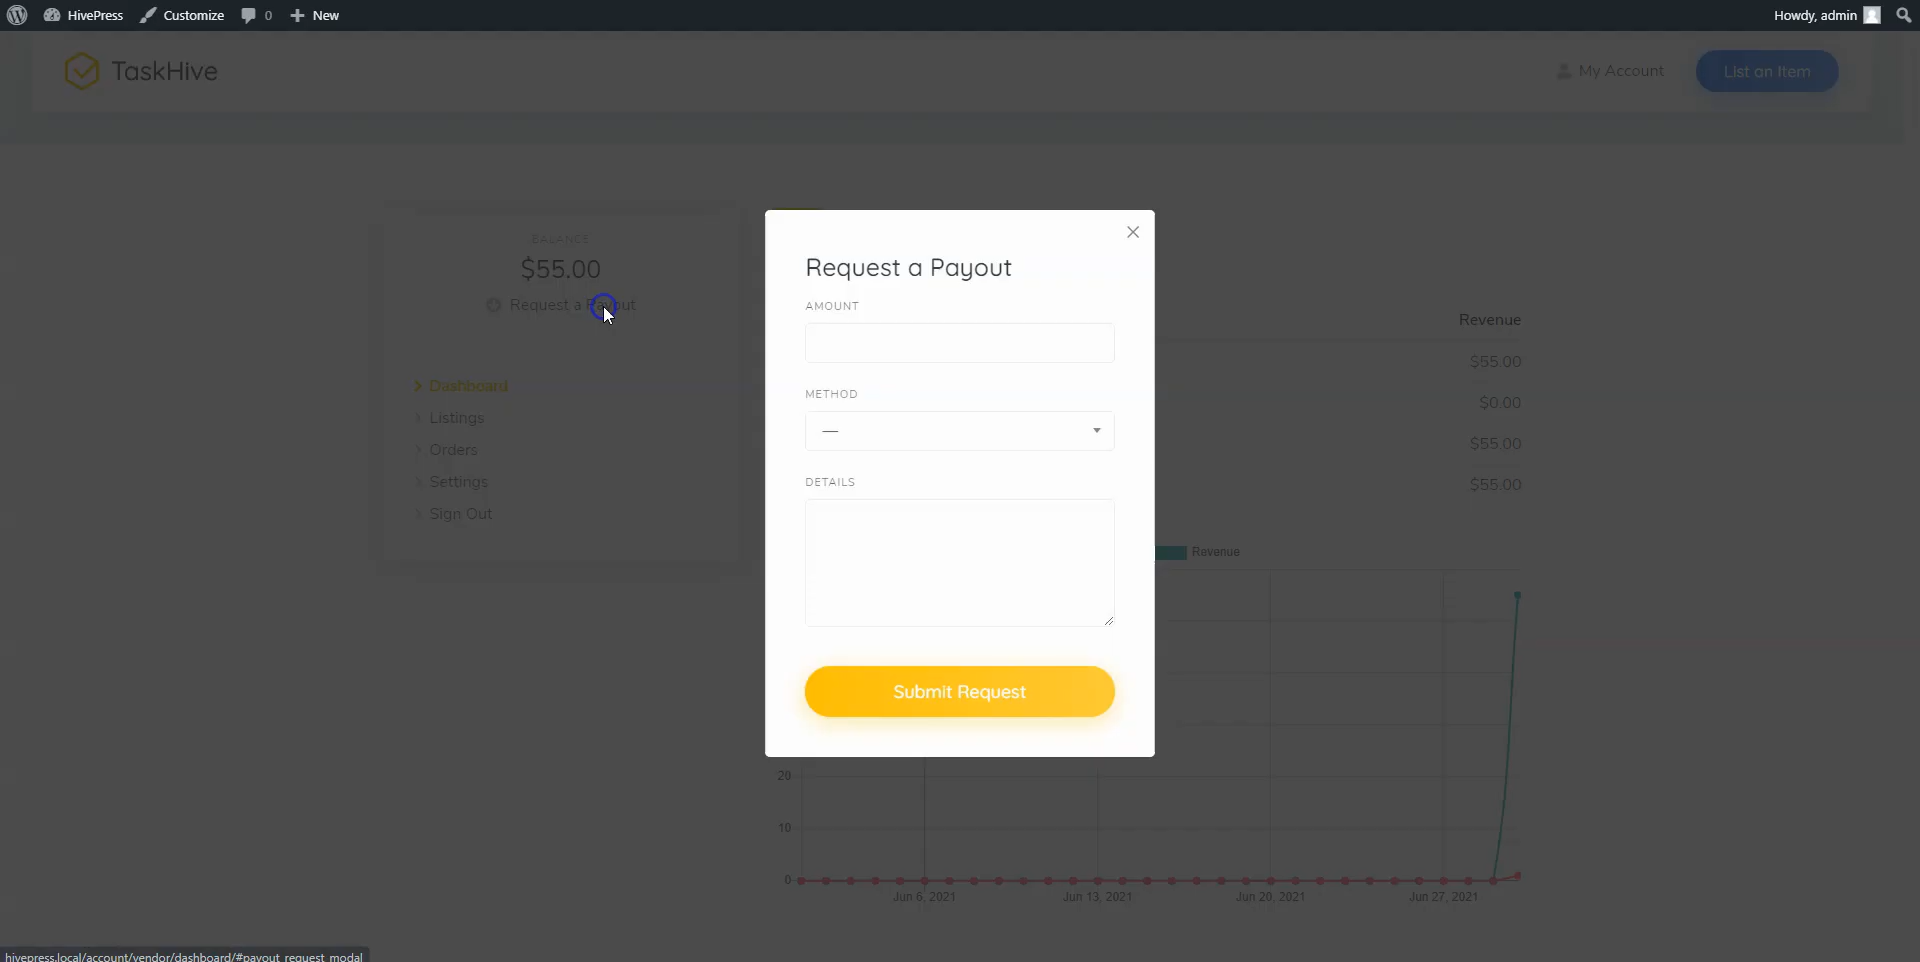 HivePress
Customize
0
New
Howdy, admin
TaskHive
My Account
List an Item
BALANCE
$55.00
Request a Payout
Dashboard
Listings
Orders
Settings
Sign Out
Request a Payout
AMOUNT
METHOD
—
DETAILS
Submit Request
Revenue
$55.00
$0.00
$55.00
$55.00
Revenue
20
10
0
Jun 6, 2021
Jun 13, 2021
Jun 20, 2021
Jun 27, 2021
hivepress.local/account/vendor/dashboard/#payout_request_modal